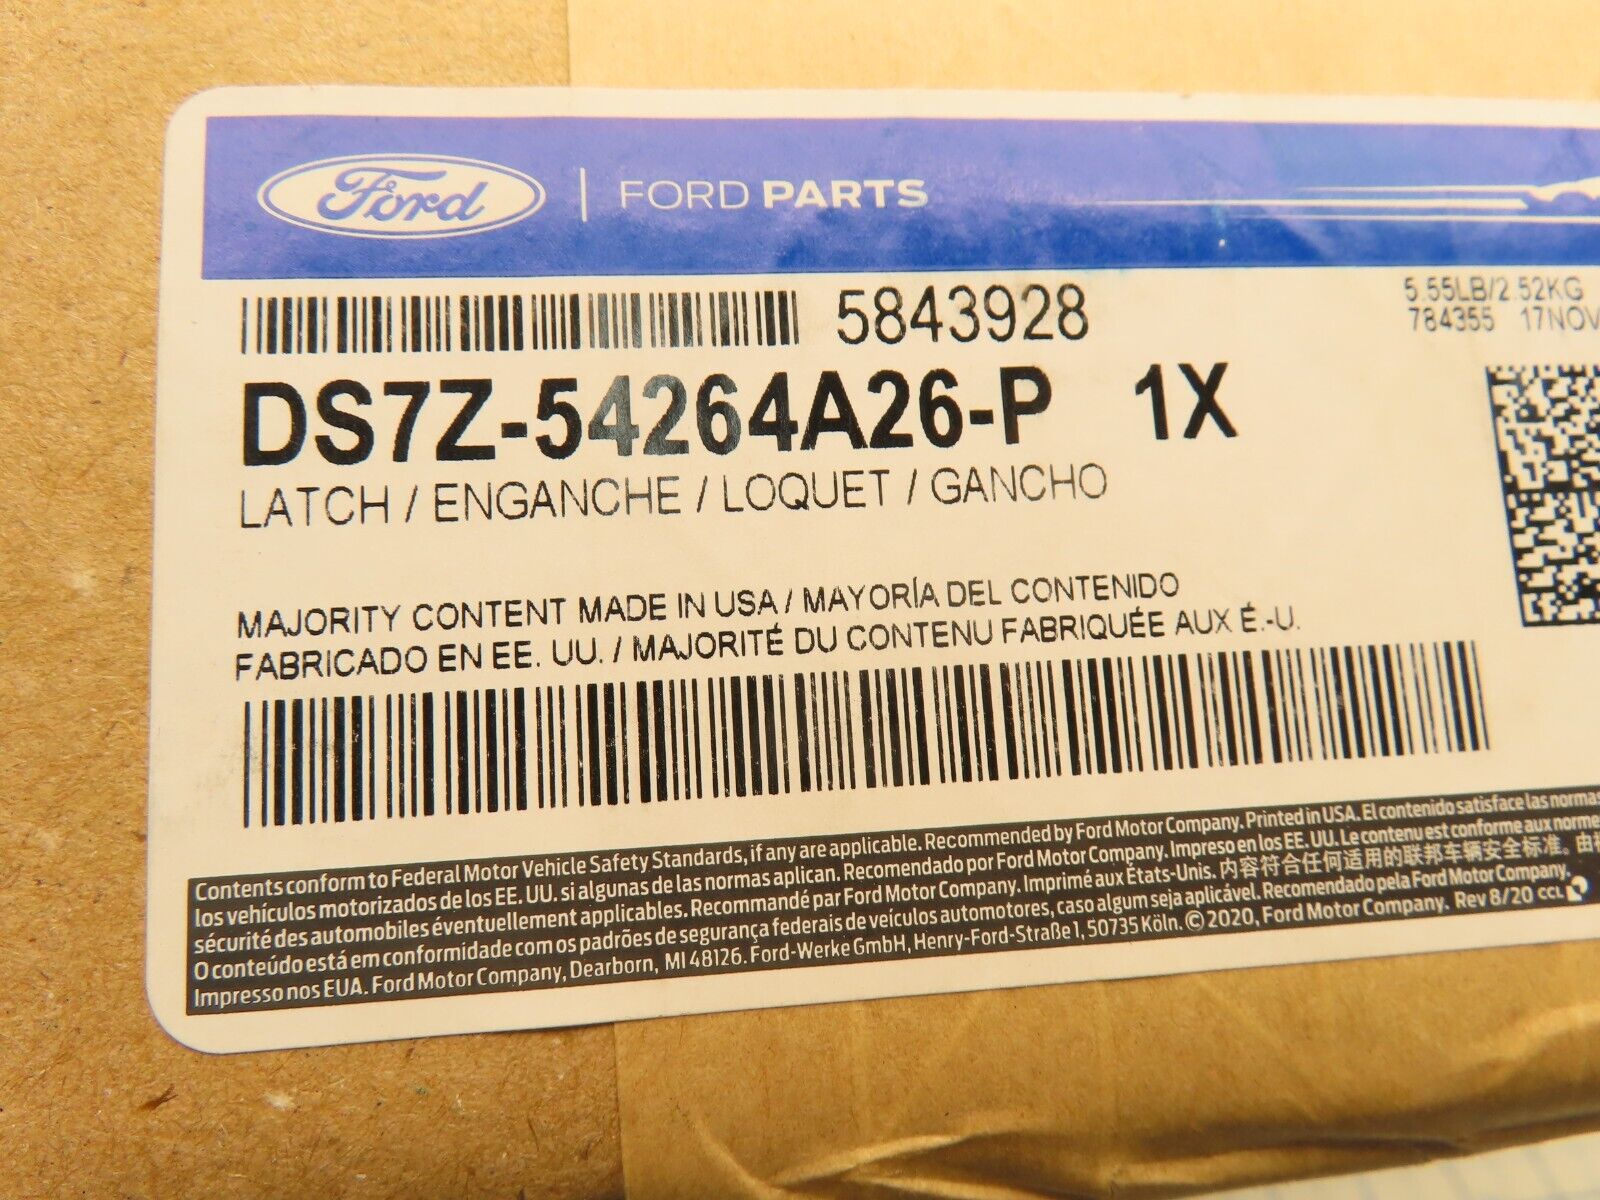 Ford | FORD PARTS
5843928
5.55LB/2.52KG
784355 17NOV
DS7Z-54264A26-P 1X
LATCH / ENGANCHE / LOQUET / GANCHO
MAJORITY CONTENT MADE IN USA / MAYORÍA DEL CONTENIDO
FABRICADO EN EE. UU. / MAJORITÉ DU CONTENU FABRIQUÉE AUX É.-U.
Contents conform to Federal Motor Vehicle Safety Standards, if any are applicable. Recommended by Ford Motor Company. Printed in USA. El contenido satisface las normas
los vehículos motorizados de los EE. UU. si algunas de las normas aplican. Recomendado por Ford Motor Company. Impreso en los EE. UU. Le contenu est conforme aux normes
sécurité des automobiles éventuellement applicables. Recommandé par Ford Motor Company. Imprimé aux États-Unis. 内容符合任何适用的联邦车辆安全标准。由
O conteúdo está em conformidade com os padrões de segurança federais de veículos automotores, caso algum seja aplicável. Recomendado pela Ford Motor Company.
Impresso nos EUA. Ford Motor Company, Dearborn, MI 48126. Ford-Werke GmbH, Henry-Ford-Straße 1, 50735 Köln. © 2020, Ford Motor Company. Rev 8/20 CCL